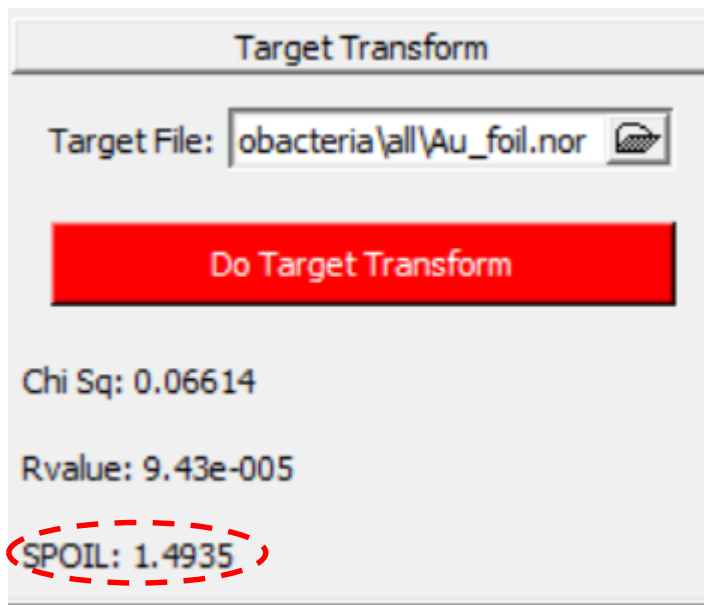 Target Transform
Target File: obacteria\all\Au_foil.nor
Do Target Transform
Chi Sq: 0.06614
Rvalue: 9.43e-005
SPOIL: 1.4935